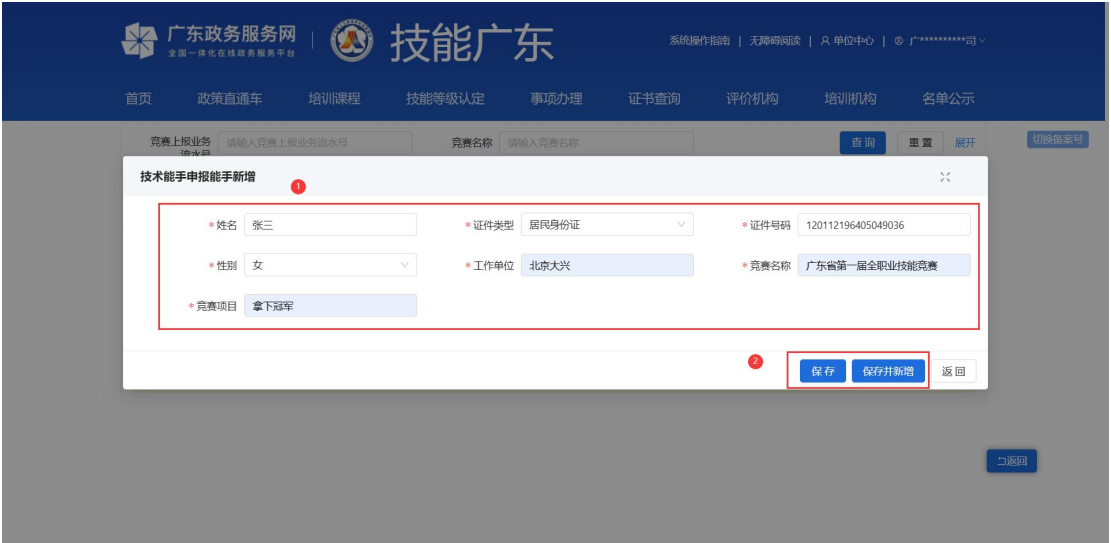 广东政务服务网
全国一体化在线政务服务平台
技能广东
系统操作指南 | 无障碍阅读 | 单位中心 | 广**********司
首页 政策直通车 培训课程 技能等级认定 事项办理 证书查询 评价机构 培训机构 名单公示
竞赛上报业务流水号 请输入竞赛上报业务流水号 竞赛名称 请输入竞赛名称 查询 重置 展开 切换备案号
技术能手申报能手新增
1
*姓名 张三 *证件类型 居民身份证 *证件号码 120112196405049036
*性别 女 *工作单位 北京大兴 *竞赛名称 广东省第一届全职业技能竞赛
*竞赛项目 拿下冠军
2
保存 保存并新增 返回
返回